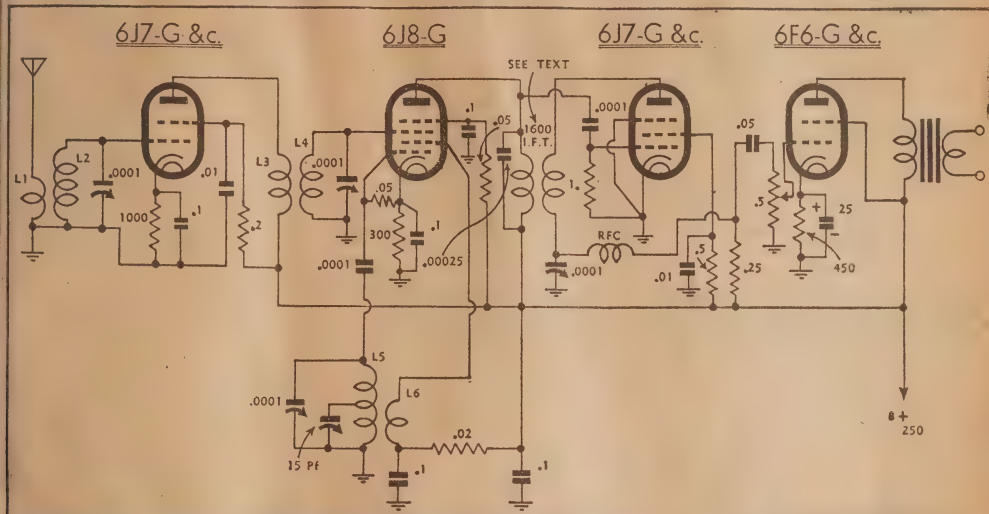 6J7-G &c.
6J8-G
6J7-G &c.
6F6-G &c.
SEE TEXT
1600
I.F.T.
L1
L2
.0001
1000
.1
.01
.2
L3
L4
.0001
.05
300
.1
.0001
.1
.05
.00025
.0001
1.
RFC
.0001
.01
.5
.25
.05
.5
+
25
-
450
L5
L6
.0001
15 Pf
.02
.1
.1
B +
250